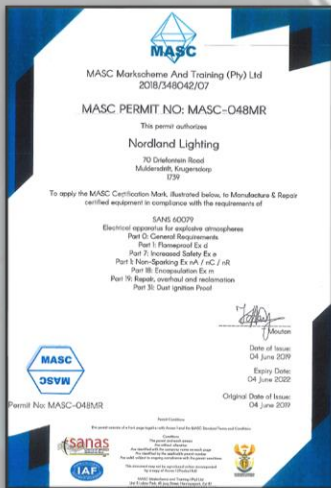 MASC
MASC Markscheme And Training (Pty) Ltd
2018/348042/07
MASC PERMIT NO: MASC-048MR
This permit authorizes
Nordland Lighting
70 Driefontein Road
Muldersdrift, Krugersdorp
1739
To apply the MASC Certification Mark, illustrated below, to Manufacture & Repair
certified equipment in compliance with the requirements of
SANS 60079
Electrical apparatus for explosive atmospheres
Part 0: General Requirements
Part 1: Flameproof Ex d
Part 7: Increased Safety Ex e
Part 1: Non-Sparking Ex nA / nC / nR
Part 18: Encapsulation Ex m
Part 19: Repair, overhaul and reclamation
Part 31: Dust Ignition Proof
Mouton
Date of Issue:
04 June 2019
Expiry Date:
04 June 2022
Original Date of Issue:
04 June 2019
MASC
MASC
Permit No: MASC-048MR
sanas
IAF
Permit Conditions
Conditions